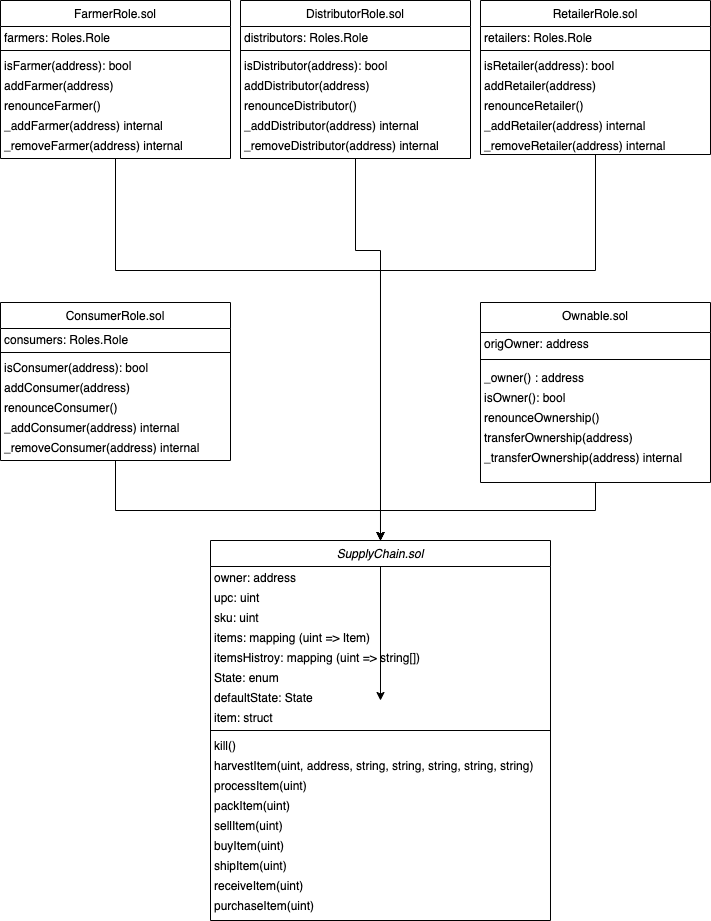 FarmerRole.sol
farmers: Roles.Role
isFarmer(address): bool
addFarmer(address)
renounceFarmer()
_addFarmer(address) internal
_removeFarmer(address) internal
DistributorRole.sol
distributors: Roles.Role
isDistributor(address): bool
addDistributor(address)
renounceDistributor()
_addDistributor(address) internal
_removeDistributor(address) internal
RetailerRole.sol
retailers: Roles.Role
isRetailer(address): bool
addRetailer(address)
renounceRetailer()
_addRetailer(address) internal
_removeRetailer(address) internal
ConsumerRole.sol
consumers: Roles.Role
isConsumer(address): bool
addConsumer(address)
renounceConsumer()
_addConsumer(address) internal
_removeConsumer(address) internal
Ownable.sol
origOwner: address
_owner() : address
isOwner(): bool
renounceOwnership()
transferOwnership(address)
_transferOwnership(address) internal
SupplyChain.sol
owner: address
upc: uint
sku: uint
items: mapping (uint => Item)
itemsHistroy: mapping (uint => string[])
State: enum
defaultState: State
item: struct
kill()
harvestItem(uint, address, string, string, string, string, string)
processItem(uint)
packItem(uint)
sellItem(uint)
buyItem(uint)
shipItem(uint)
receiveItem(uint)
purchaseItem(uint)